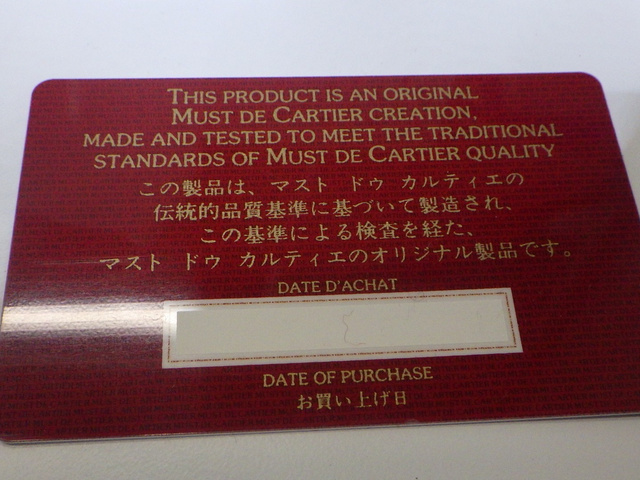 THIS PRODUCT IS AN ORIGINAL
MUST DE CARTIER CREATION,
MADE AND TESTED TO MEET THE TRADITIONAL
STANDARDS OF MUST DE CARTIER QUALITY
この製品は、マスト ドゥ カルティエの
伝統的品質基準に基づいて製造され、
この基準による検査を経た、
マスト ドゥ カルティエのオリジナル製品です。
DATE D'ACHAT
DATE OF PURCHASE
お買い上げ日